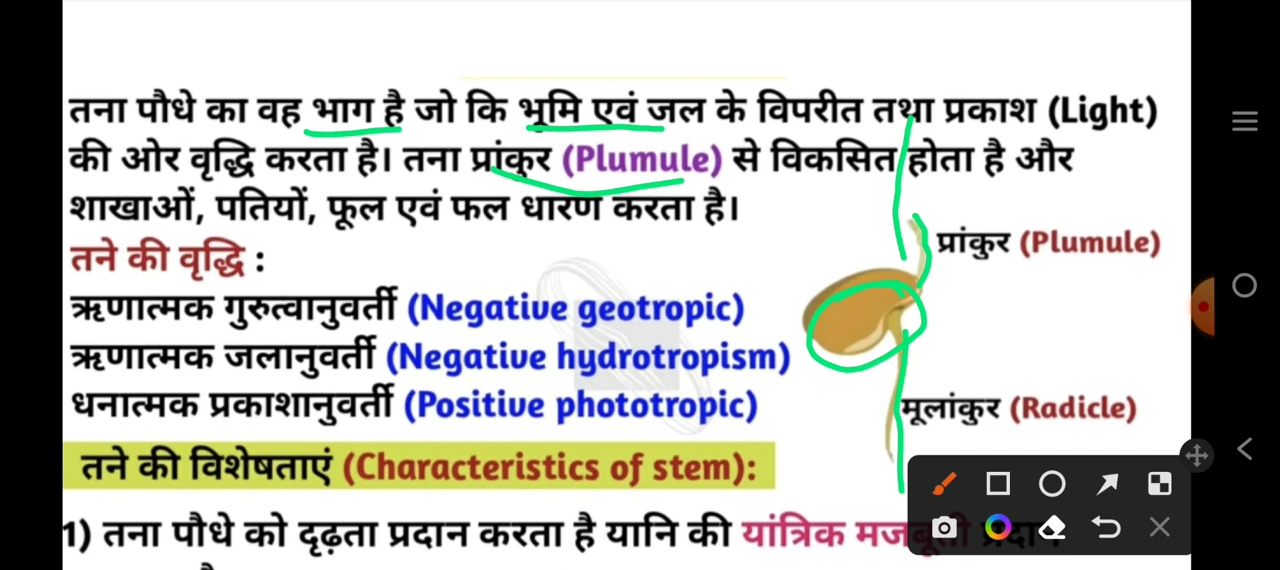 तना पौधे का वह भाग है जो कि भूमि एवं जल के विपरीत तथा प्रकाश (Light)
की ओर वृद्धि करता है। तना प्रांकुर (Plumule) से विकसित होता है और
शाखाओं, पतियों, फूल एवं फल धारण करता है।
प्रांकुर (Plumule)
तने की वृद्धि :
ऋणात्मक गुरुत्वानुवर्ती (Negative geotropic)
ऋणात्मक जलानुवर्ती (Negative hydrotropism)
धनात्मक प्रकाशानुवर्ती (Positive phototropic)
मूलांकुर (Radicle)
तने की विशेषताएं (Characteristics of stem):
1) तना पौधे को दृढ़ता प्रदान करता है यानि की यांत्रिक मजबूती प्रदान